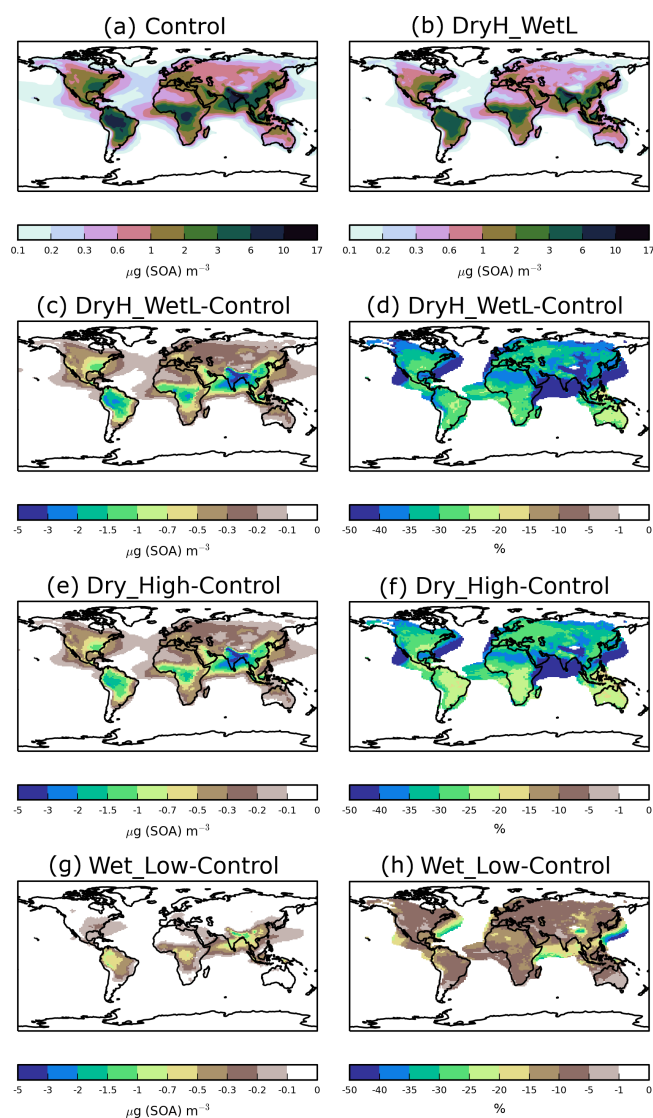 (a) Control
(b) DryH_WetL
0.1 0.2 0.3 0.6 1 2 3 6 10 17
μg (SOA) m⁻³
0.1 0.2 0.3 0.6 1 2 3 6 10 17
μg (SOA) m⁻³
(c) DryH_WetL-Control
(d) DryH_WetL-Control
-5 -3 -2 -1.5 -1 -0.7 -0.5 -0.3 -0.2 -0.1 0
μg (SOA) m⁻³
-50 -40 -35 -30 -25 -20 -15 -10 -5 -1 0
%
(e) Dry_High-Control
(f) Dry_High-Control
-5 -3 -2 -1.5 -1 -0.7 -0.5 -0.3 -0.2 -0.1 0
μg (SOA) m⁻³
-50 -40 -35 -30 -25 -20 -15 -10 -5 -1 0
%
(g) Wet_Low-Control
(h) Wet_Low-Control
-5 -3 -2 -1.5 -1 -0.7 -0.5 -0.3 -0.2 -0.1 0
μg (SOA) m⁻³
-50 -40 -35 -30 -25 -20 -15 -10 -5 -1 0
%